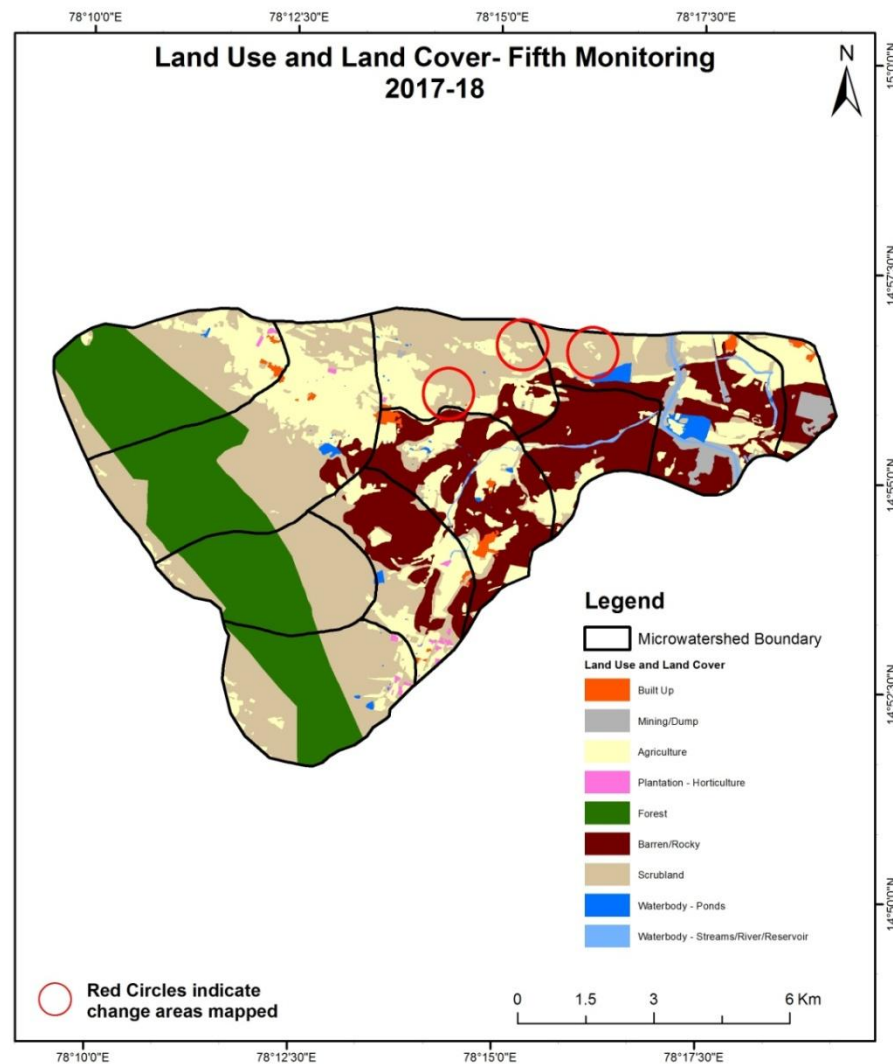 78°10'0"E 78°12'30"E 78°15'0"E 78°17'30"E
Land Use and Land Cover- Fifth Monitoring
2017-18
N
15°0'0"N
14°57'30"N
14°55'0"N
14°52'30"N
14°50'0"N
Legend
Microwatershed Boundary
Land Use and Land Cover
Built Up
Mining/Dump
Agriculture
Plantation - Horticulture
Forest
Barren/Rocky
Scrubland
Waterbody - Ponds
Waterbody - Streams/River/Reservoir
Red Circles indicate
change areas mapped
0 1.5 3 6 Km
78°10'0"E 78°12'30"E 78°15'0"E 78°17'30"E